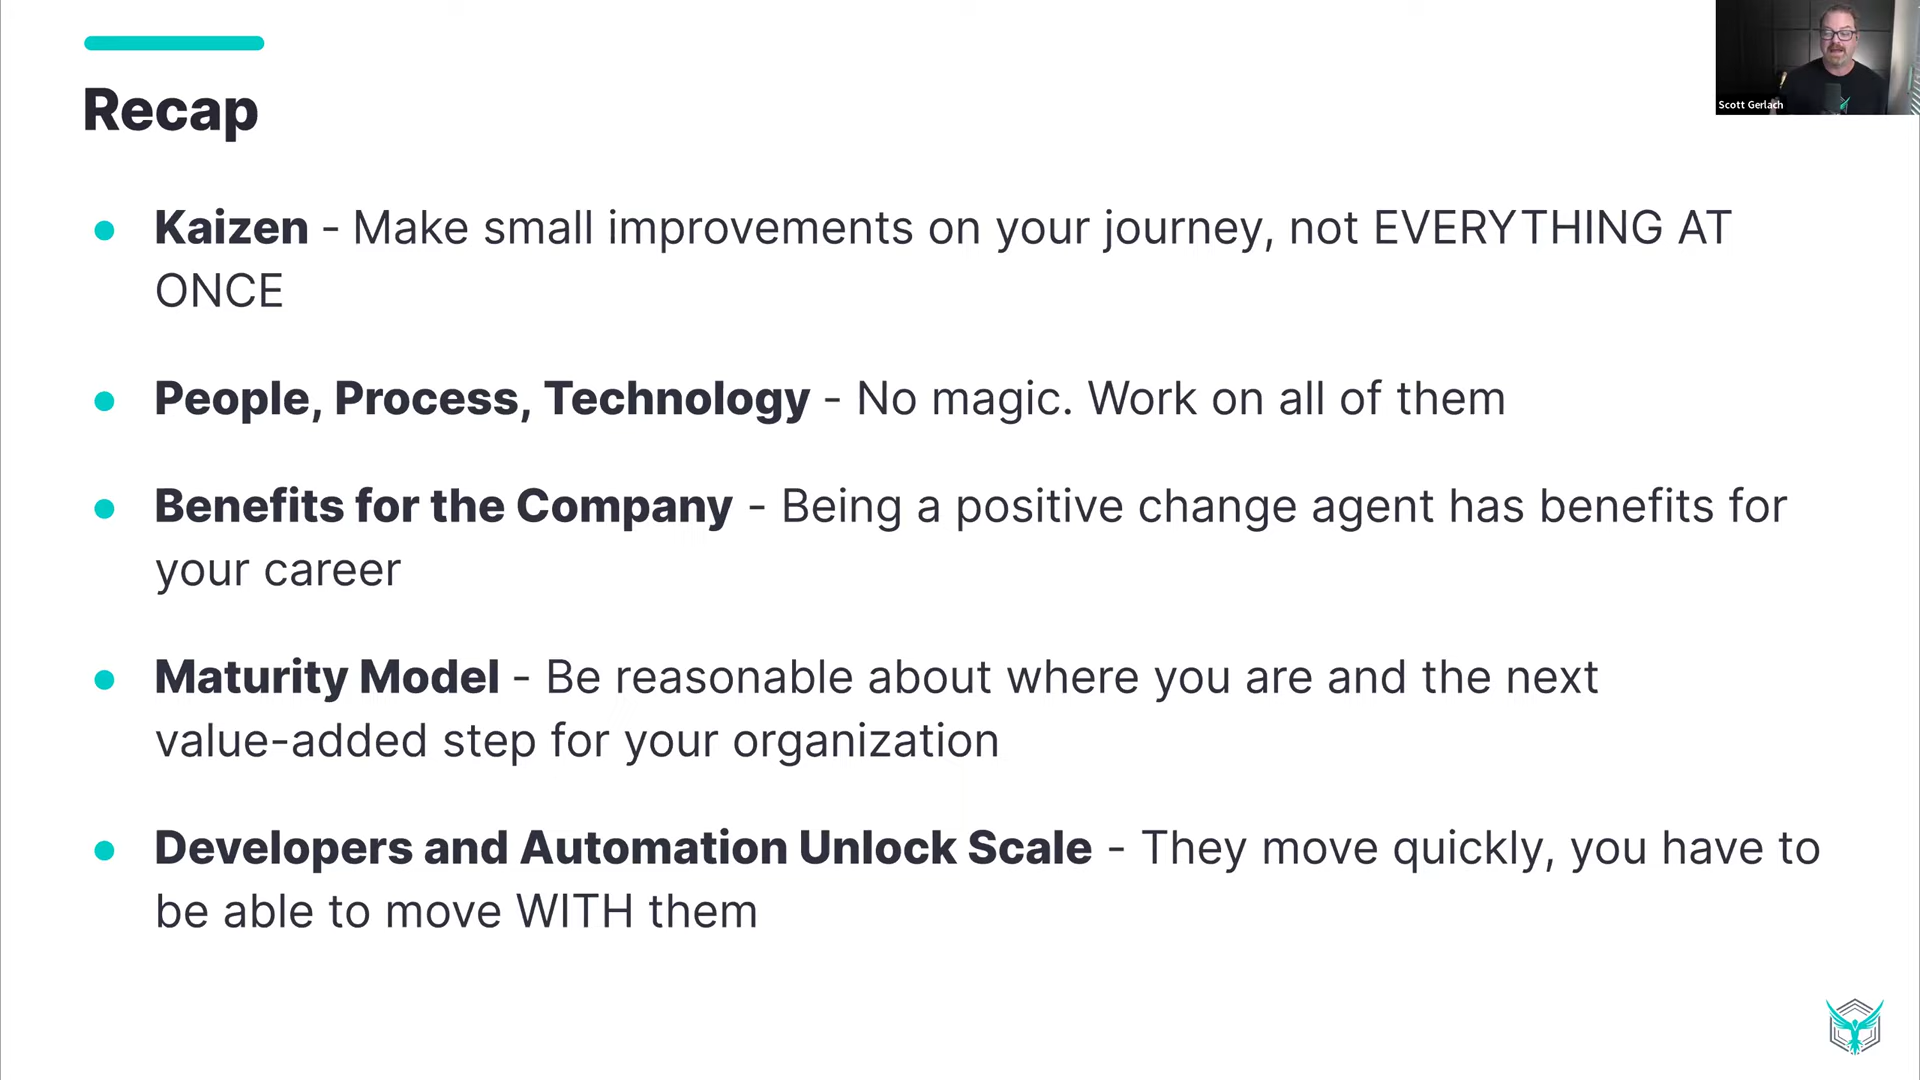 Recap
Scott Gerlach
● Kaizen - Make small improvements on your journey, not EVERYTHING AT
ONCE
● People, Process, Technology - No magic. Work on all of them
● Benefits for the Company - Being a positive change agent has benefits for
your career
● Maturity Model - Be reasonable about where you are and the next
value-added step for your organization
● Developers and Automation Unlock Scale - They move quickly, you have to
be able to move WITH them